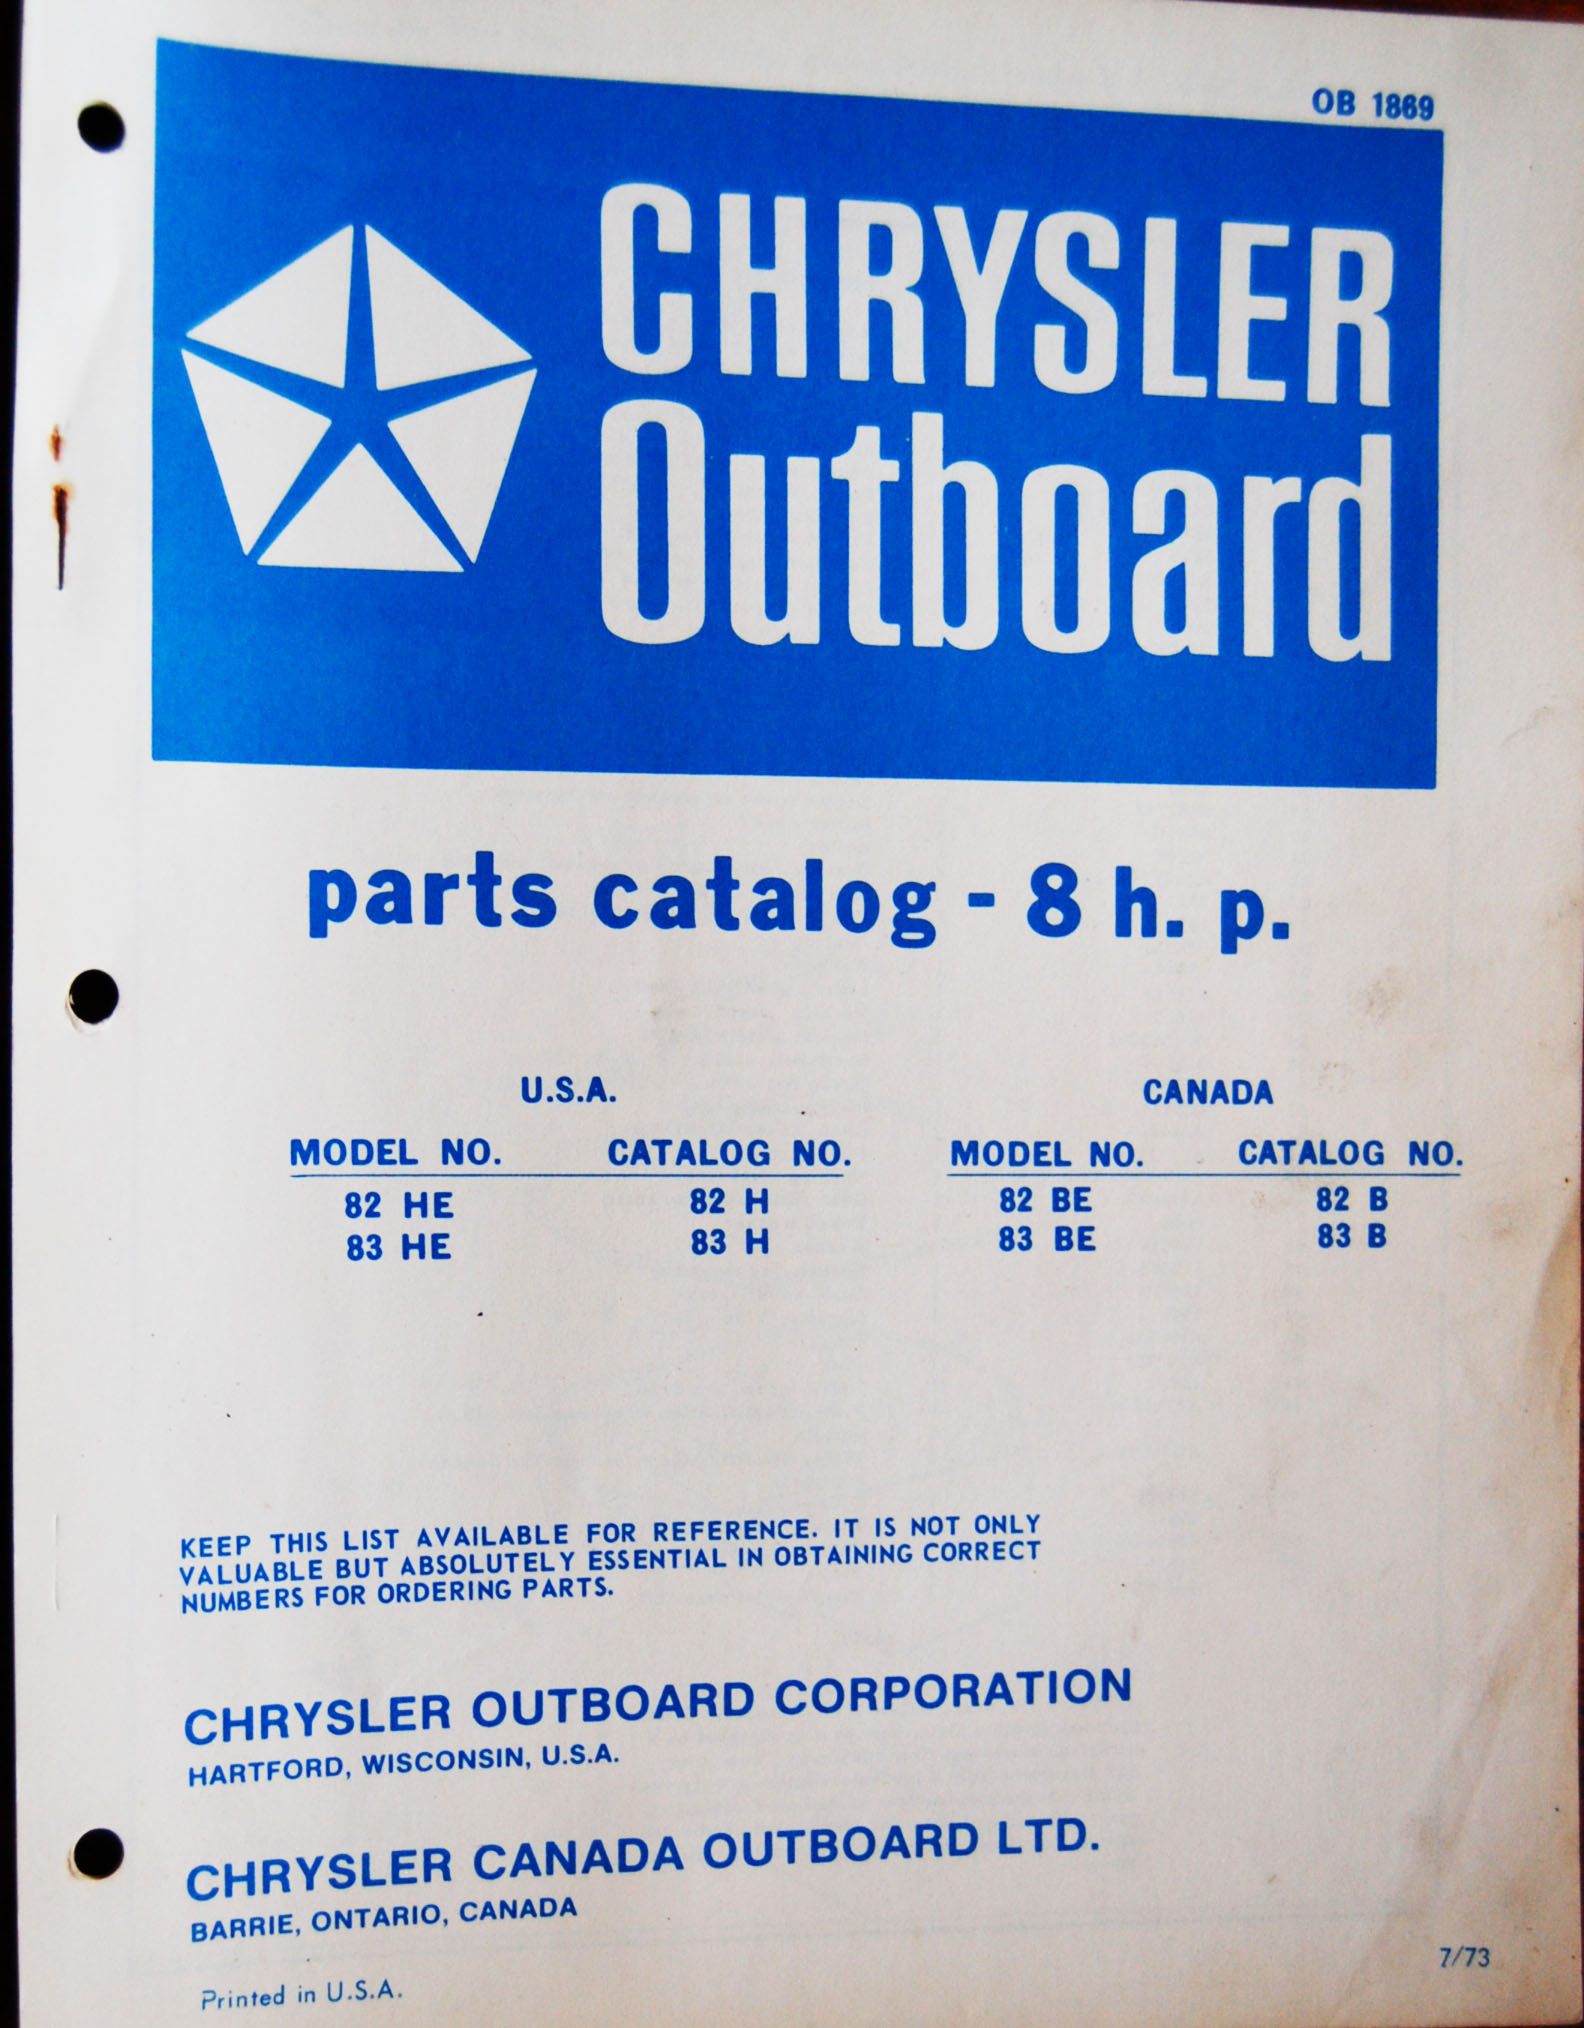 OB 1869
CHRYSLER
Outboard
parts catalog - 8 h. p.
U.S.A. CANADA
MODEL NO. CATALOG NO. MODEL NO. CATALOG NO.
82 HE 82 H 82 BE 82 B
83 HE 83 H 83 BE 83 B
KEEP THIS LIST AVAILABLE FOR REFERENCE. IT IS NOT ONLY
VALUABLE BUT ABSOLUTELY ESSENTIAL IN OBTAINING CORRECT
NUMBERS FOR ORDERING PARTS.
CHRYSLER OUTBOARD CORPORATION
HARTFORD, WISCONSIN, U.S.A.
CHRYSLER CANADA OUTBOARD LTD.
BARRIE, ONTARIO, CANADA
7/73
Printed in U.S.A.